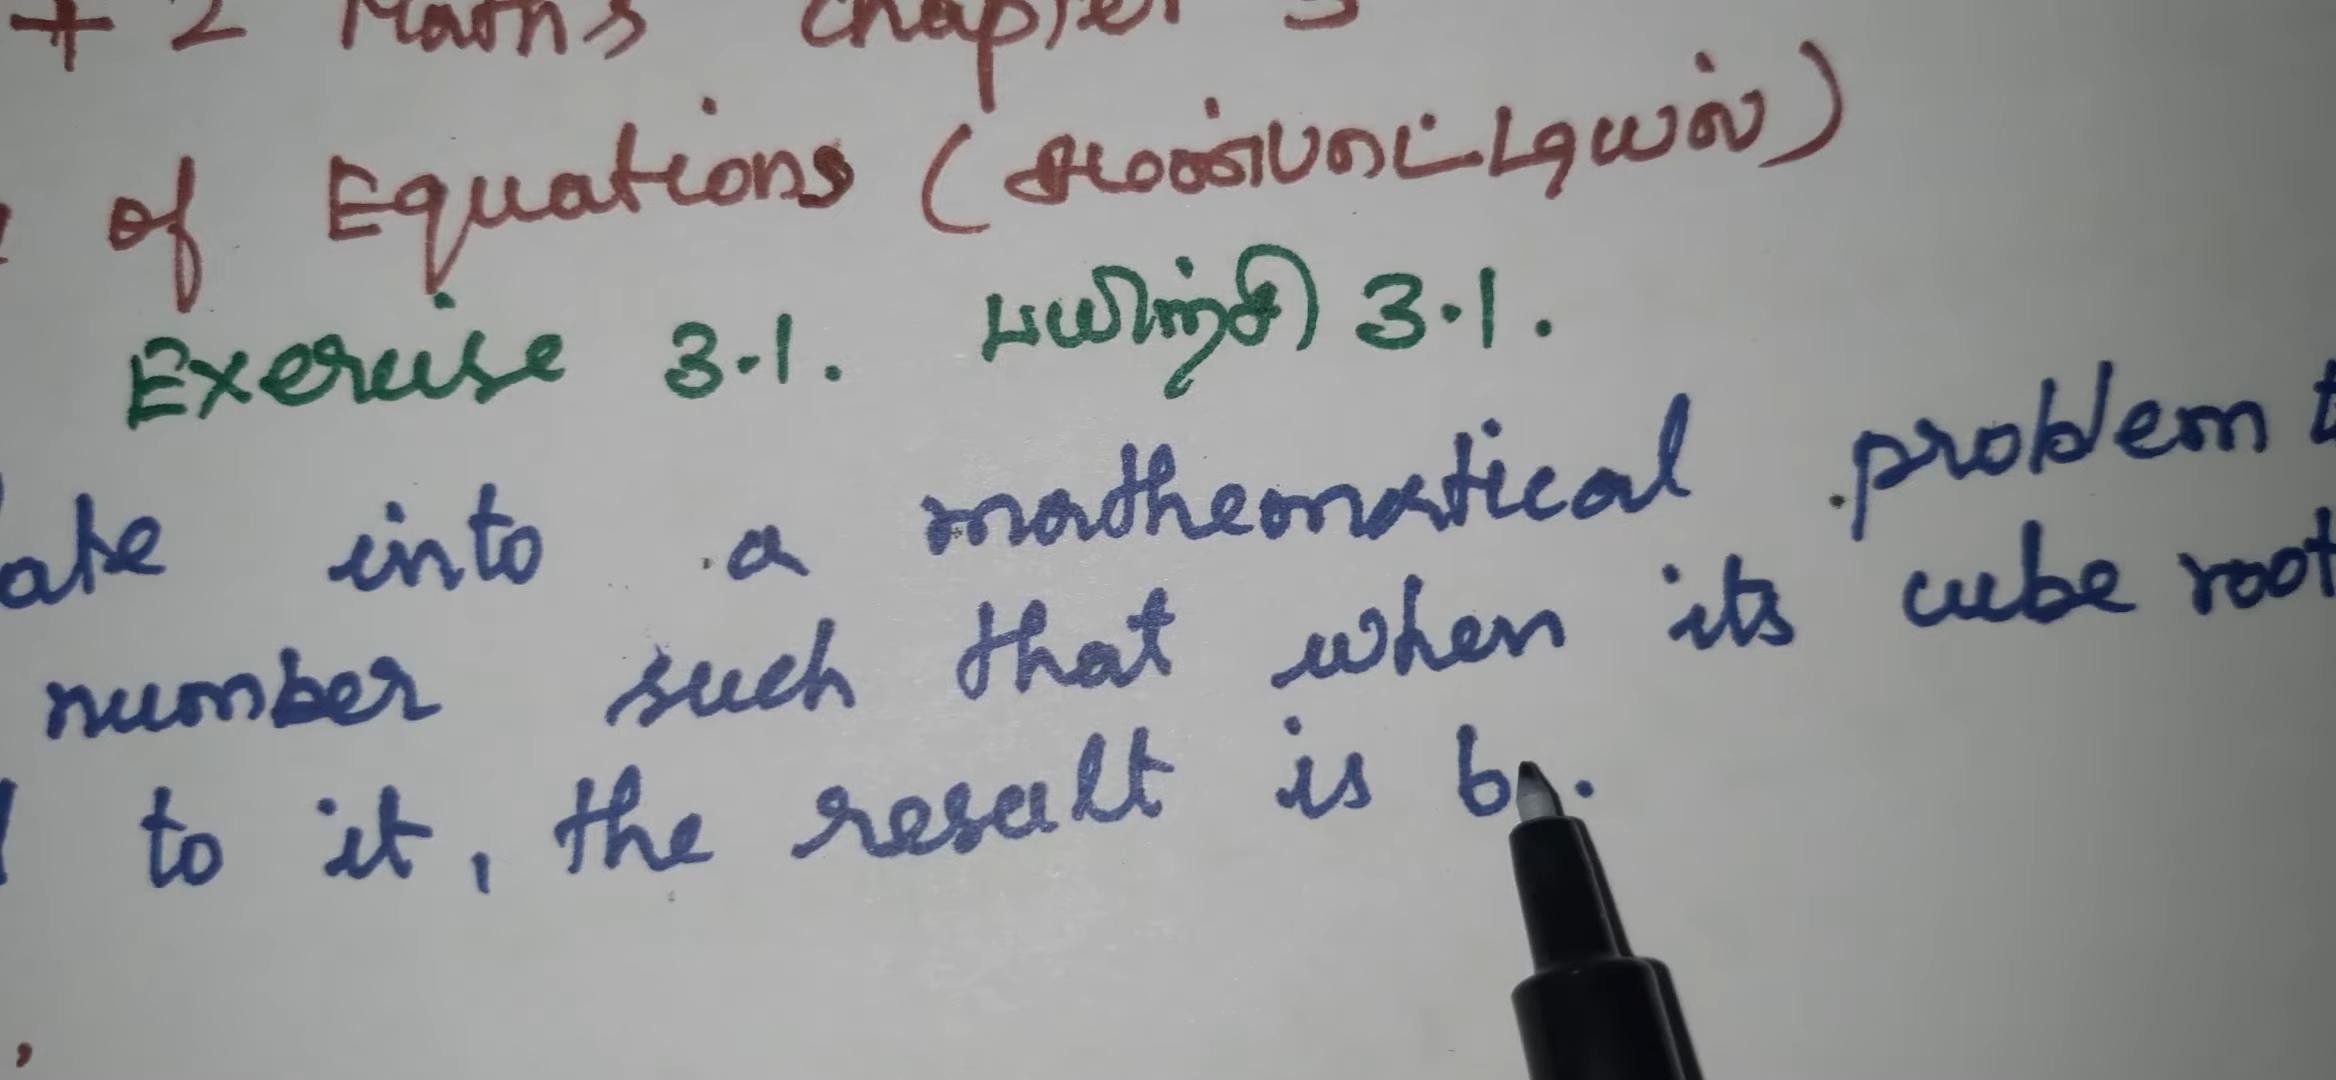 + 2 Maths Chapter 3
of Equations (சமன்பாட்டியல்)
Exercise 3.1. பயிற்சி 3.1.
ate into a mathematical problem t
number such that when its cube root
to it, the result is 6.